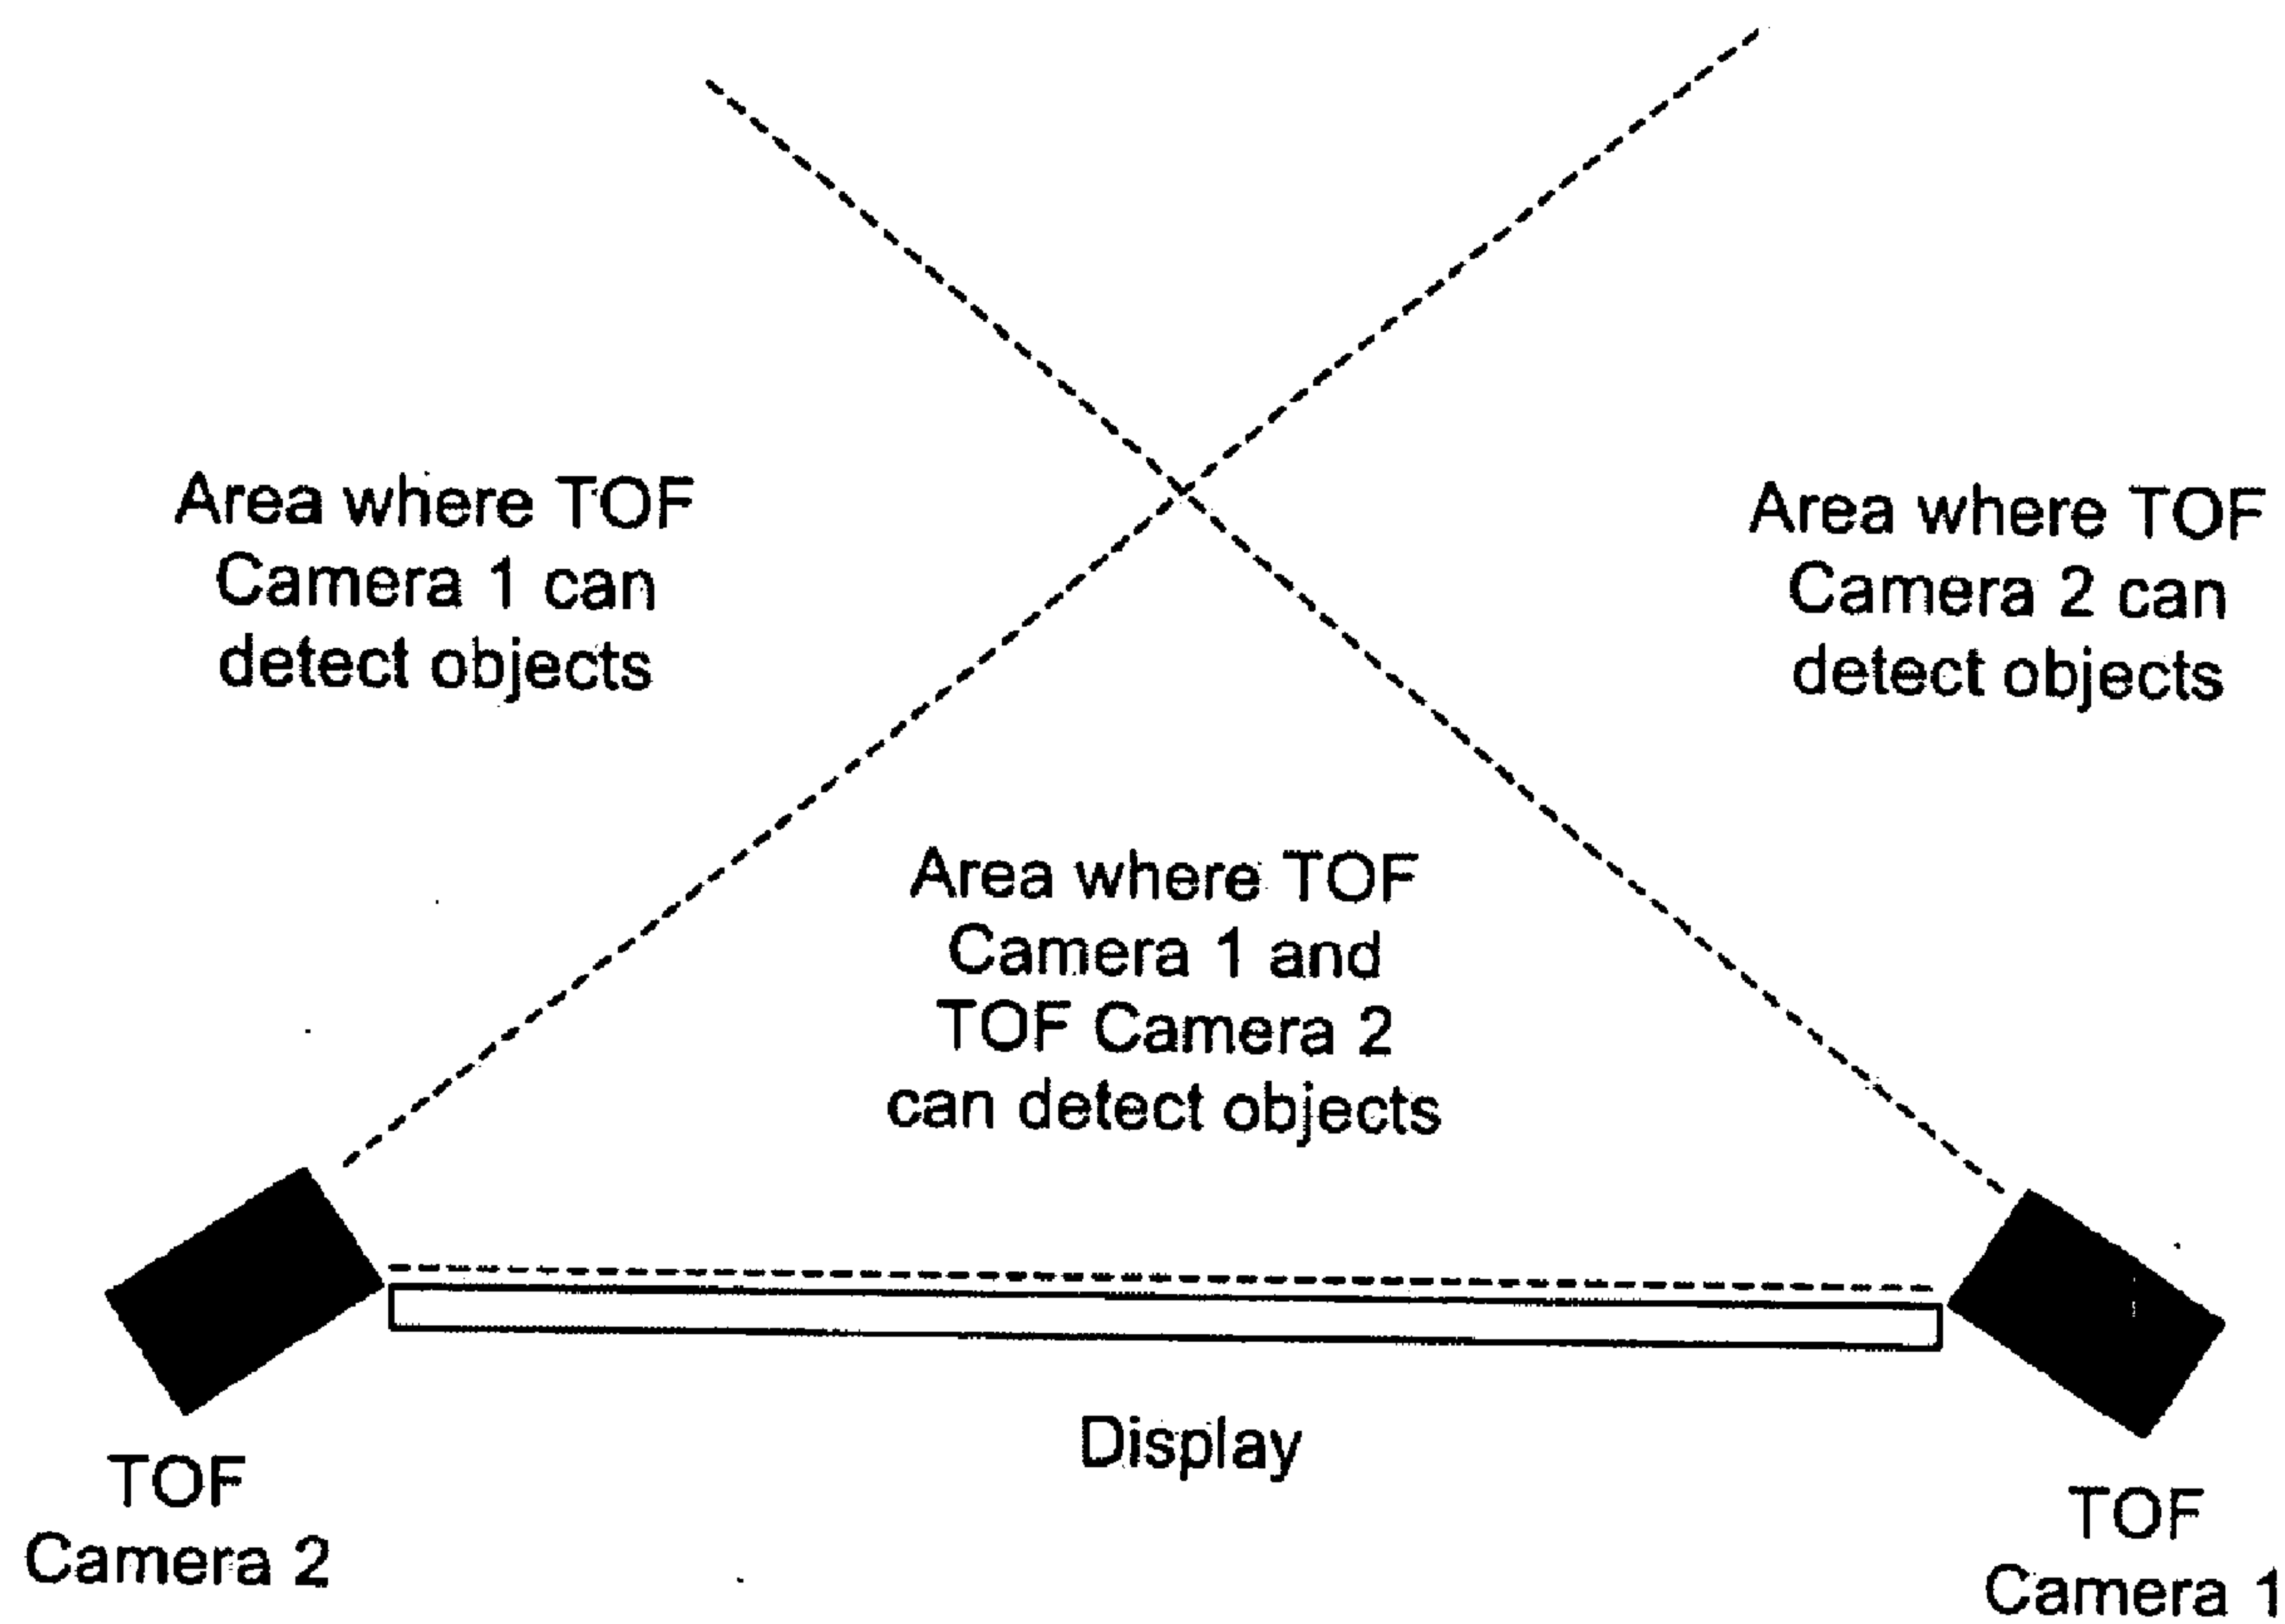 Area where TOF
Camera 1 can
detect objects
Area where TOF
Camera 2 can
detect objects
Area where TOF
Camera 1 and
TOF Camera 2
can detect objects
Display
TOF
Camera 2
TOF
Camera 1